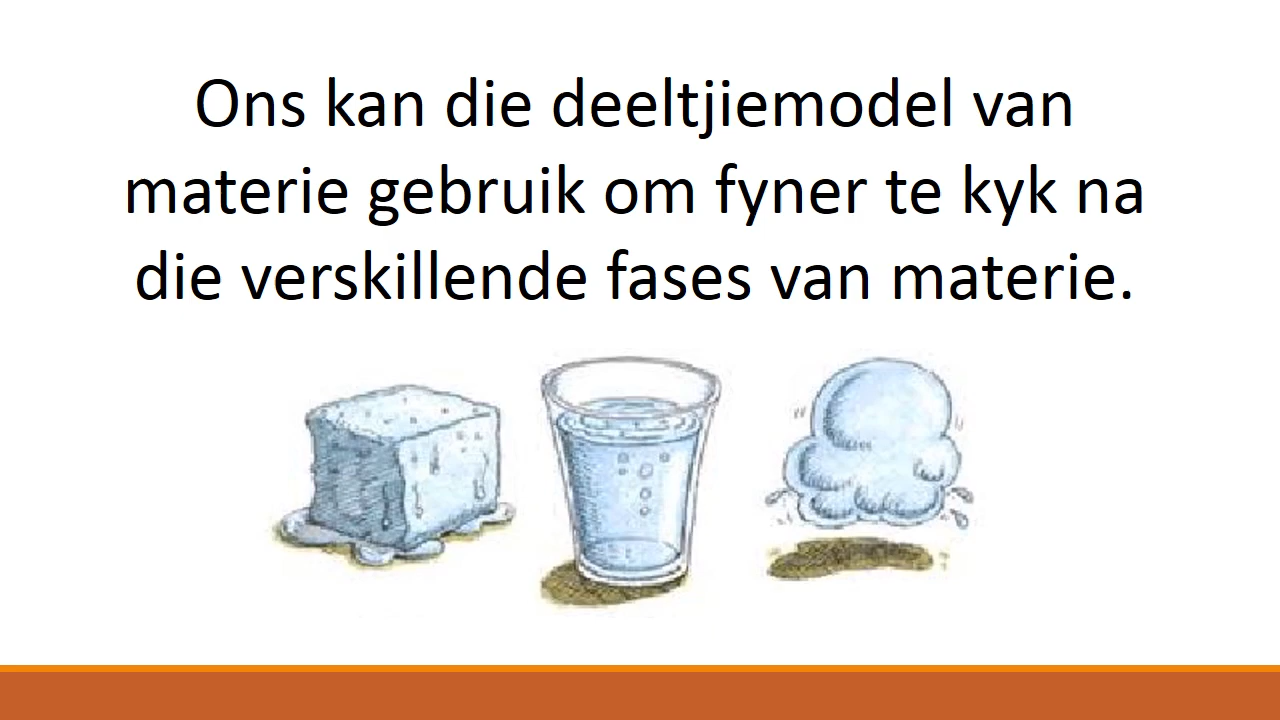 Ons kan die deeltjiemodel van
materie gebruik om fyner te kyk na
die verskillende fases van materie.